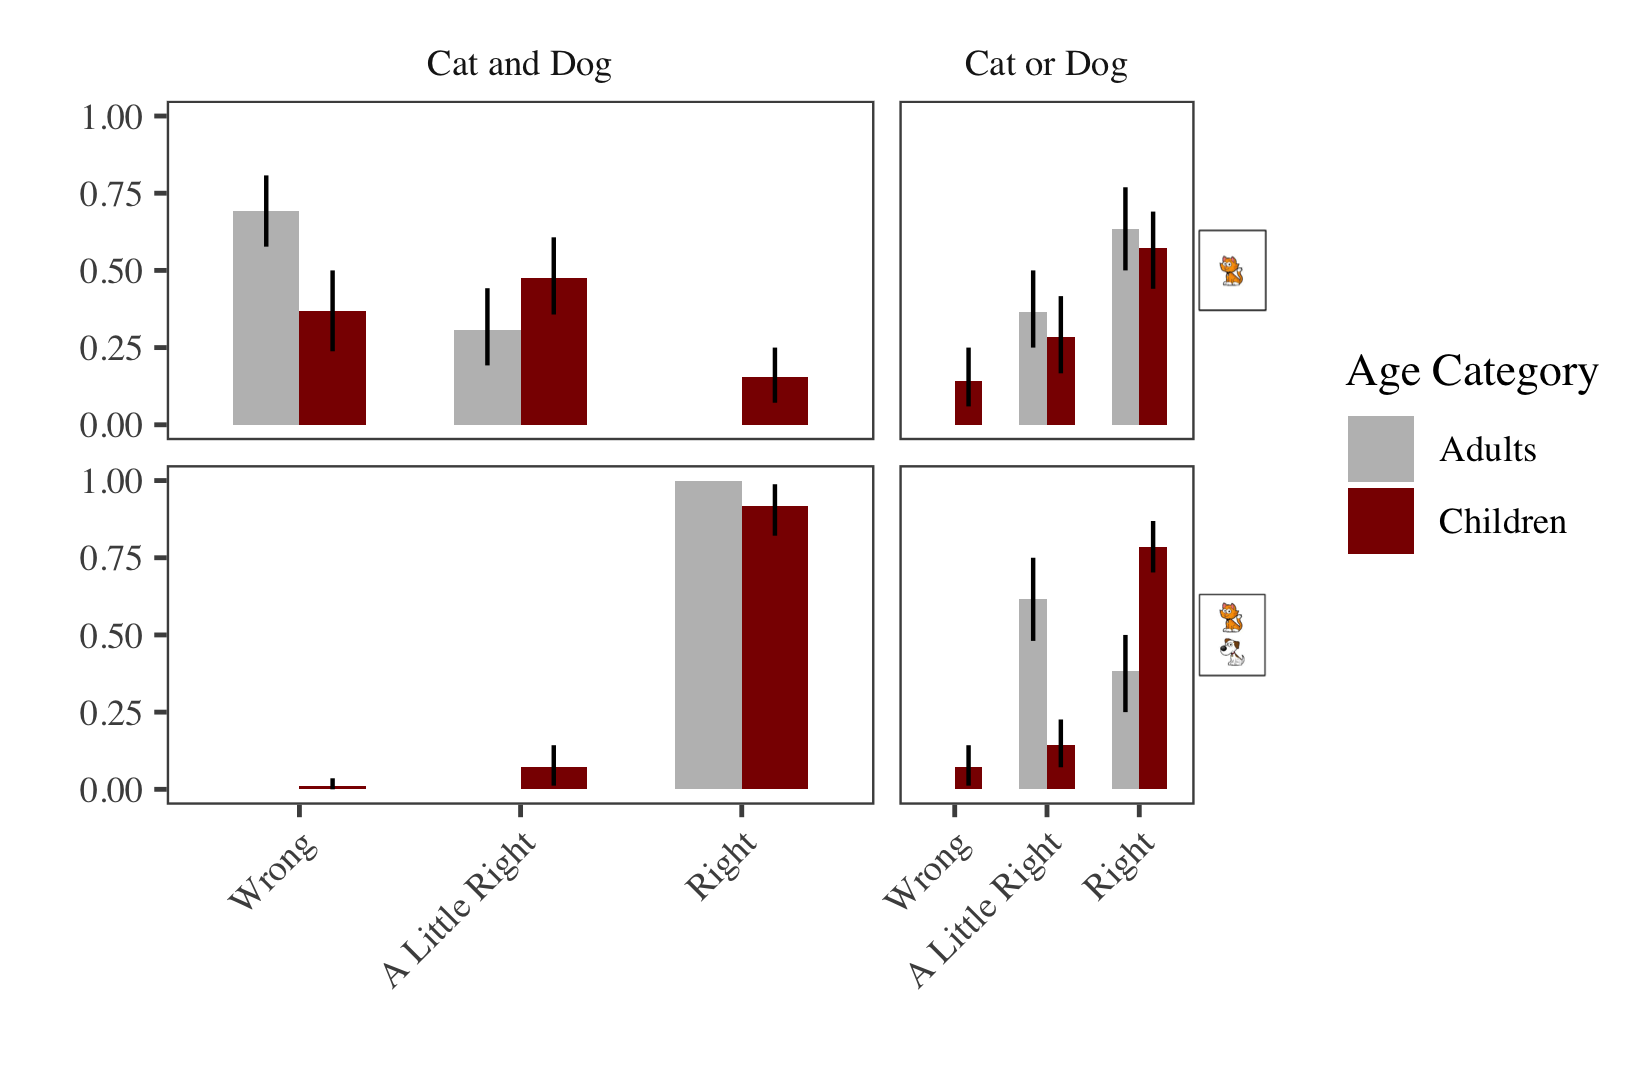 Cat and Dog
Cat or Dog
1.00
0.75
0.50
0.25
0.00
1.00
0.75
0.50
0.25
0.00
Wrong
A Little Right
Right
Wrong
A Little Right
Right
Age Category
Adults
Children